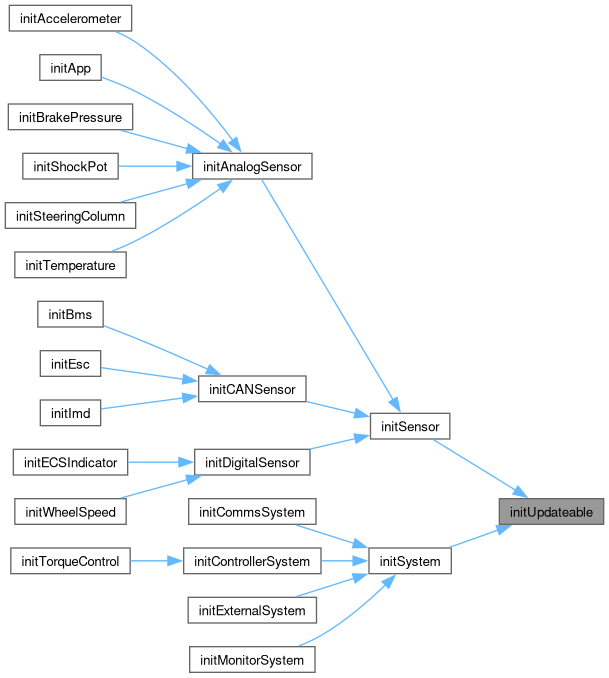 initAccelerometer
initApp
initBrakePressure
initShockPot
initAnalogSensor
initSteeringColumn
initTemperature
initBms
initEsc
initCANSensor
initImd
initSensor
initECSIndicator
initDigitalSensor
initWheelSpeed
initCommsSystem
initUpdateable
initTorqueControl
initControllerSystem
initSystem
initExternalSystem
initMonitorSystem